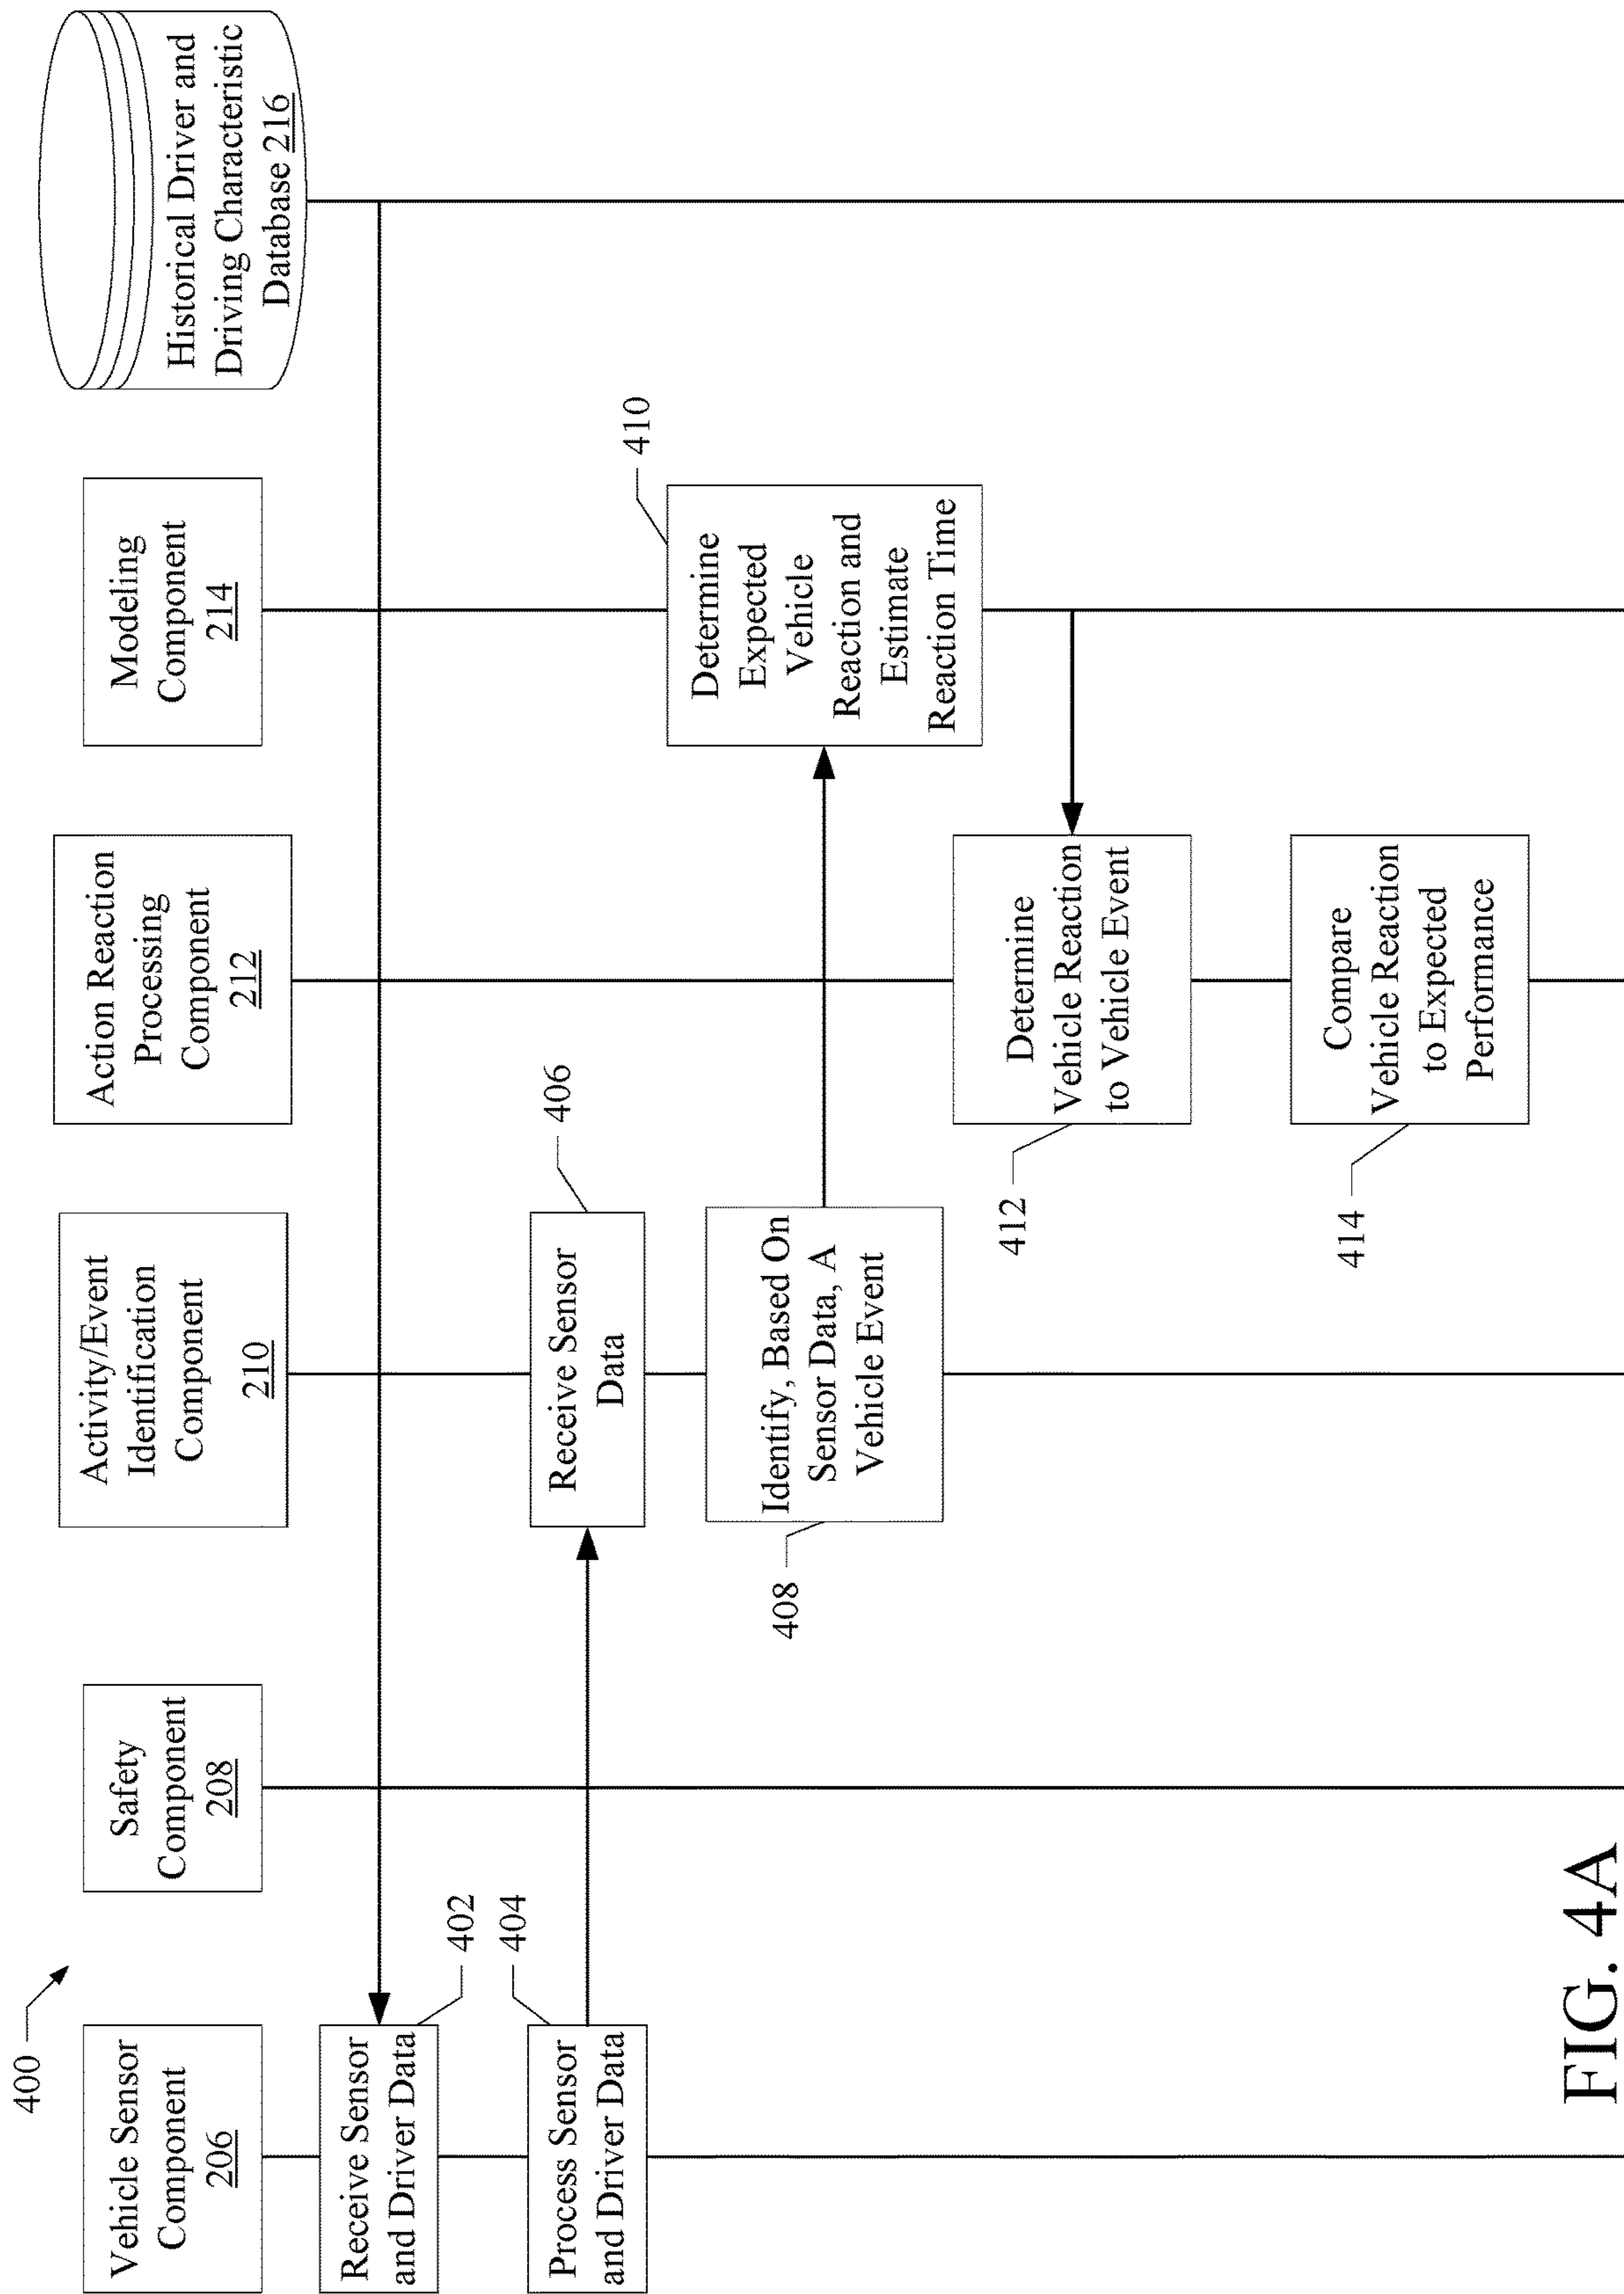 400
Vehicle Sensor
Component
206
Safety
Component
208
Activity/Event
Identification
Component
210
Action Reaction
Processing
Component
212
Modeling
Component
214
Historical Driver and
Driving Characteristic
Database 216
Receive Sensor
and Driver Data
402
Process Sensor
and Driver Data
404
Receive Sensor
Data
406
Identify, Based On
Sensor Data, A
Vehicle Event
408
Determine
Expected
Vehicle
Reaction and
Estimate
Reaction Time
410
Determine
Vehicle Reaction
to Vehicle Event
412
Compare
Vehicle Reaction
to Expected
Performance
414
FIG. 4A